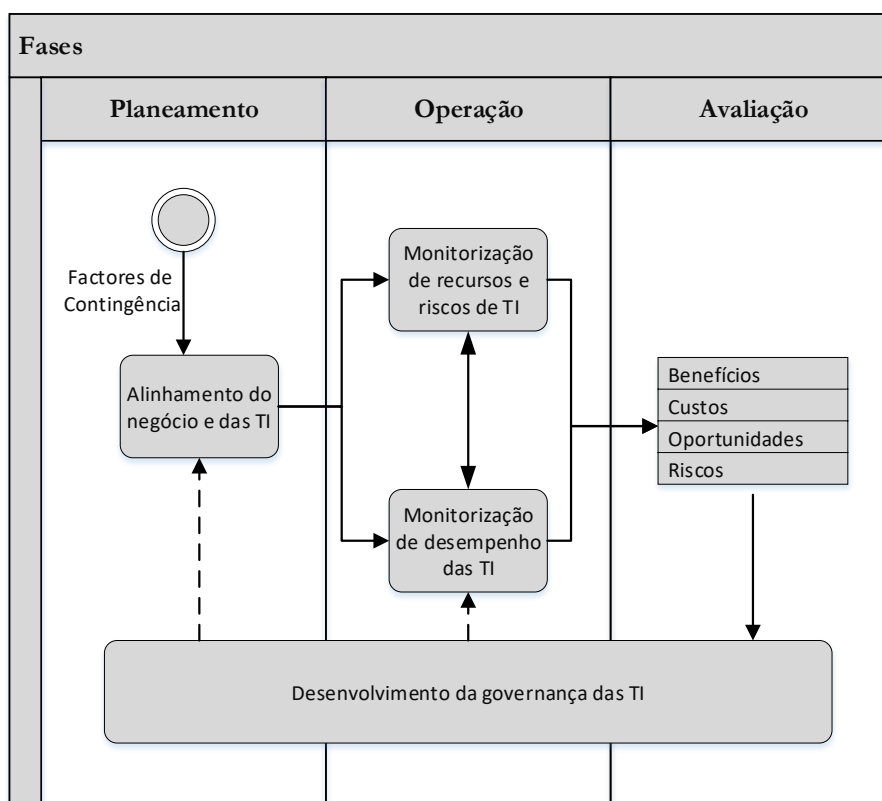 Fases
Planeamento
Operação
Avaliação
Factores de
Contingência
Alinhamento do
negócio e das TI
Monitorização
de recursos e
riscos de TI
Monitorização
de desempenho
das TI
Benefícios
Custos
Oportunidades
Riscos
Desenvolvimento da governança das TI